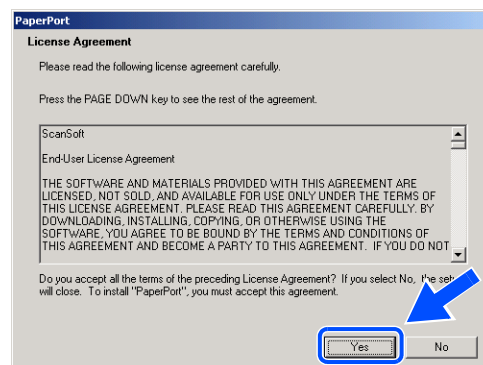 PaperPort
License Agreement
Please read the following license agreement carefully.
Press the PAGE DOWN key to see the rest of the agreement.
ScanSoft
End-User License Agreement
THE SOFTWARE AND MATERIALS PROVIDED WITH THIS AGREEMENT ARE
LICENSED, NOT SOLD, AND AVAILABLE FOR USE ONLY UNDER THE TERMS OF
THIS LICENSE AGREEMENT. PLEASE READ THIS AGREEMENT CAREFULLY. BY
DOWNLOADING, INSTALLING, COPYING, OR OTHERWISE USING THE
SOFTWARE, YOU AGREE TO BE BOUND BY THE TERMS AND CONDITIONS OF
THIS AGREEMENT AND BECOME A PARTY TO THIS AGREEMENT. IF YOU DO NOT
Do you accept all the terms of the preceding License Agreement? If you select No, the
will close. To install "PaperPort", you must accept this agreement.
Yes
No